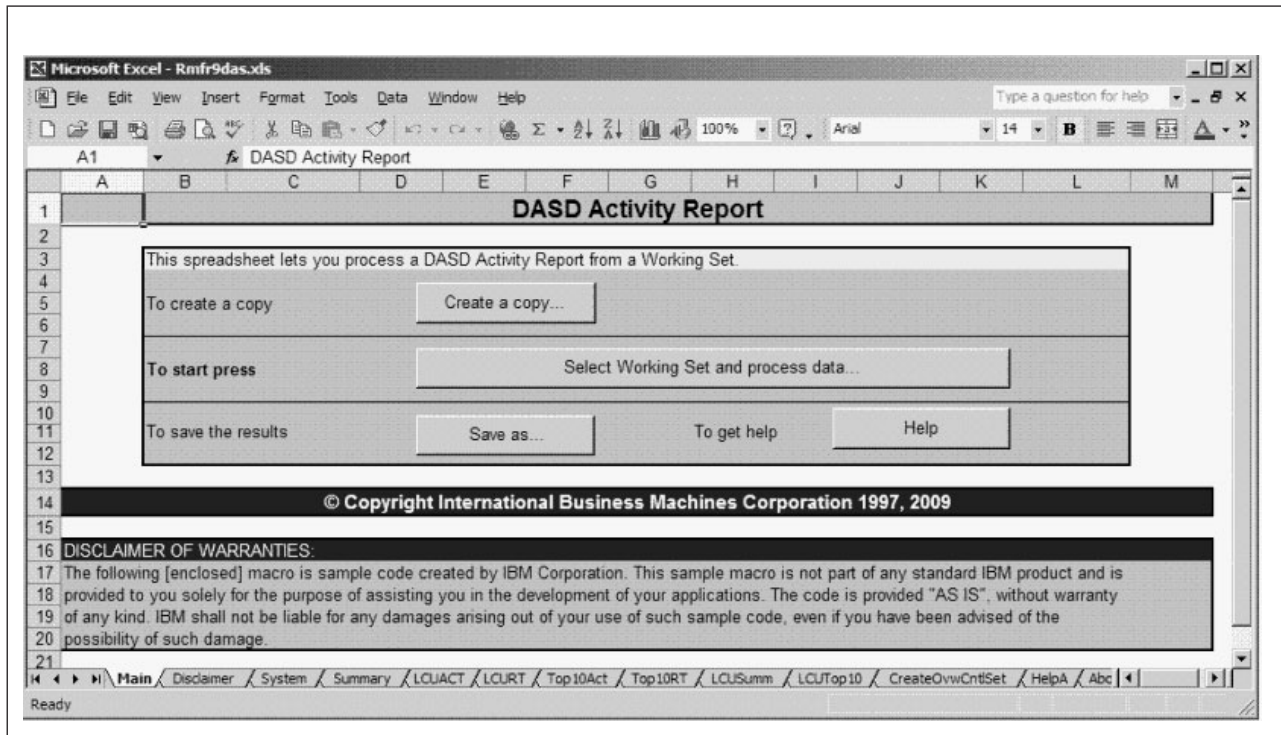 Microsoft Excel - Rmfr9das.xls
File Edit View Insert Format Tools Data Window Help Type a question for help
100% Arial 14 B A
A1 fx DASD Activity Report
A B C D E F G H I J K L M
1 DASD Activity Report
2
3 This spreadsheet lets you process a DASD Activity Report from a Working Set.
4
5 To create a copy Create a copy...
6
7
8 To start press Select Working Set and process data...
9
10
11 To save the results Save as... To get help Help
12
13
14 © Copyright International Business Machines Corporation 1997, 2009
15
16 DISCLAIMER OF WARRANTIES:
17 The following [enclosed] macro is sample code created by IBM Corporation. This sample macro is not part of any standard IBM product and is
18 provided to you solely for the purpose of assisting you in the development of your applications. The code is provided "AS IS", without warranty
19 of any kind. IBM shall not be liable for any damages arising out of your use of such sample code, even if you have been advised of the
20 possibility of such damage.
21
Main / Disclaimer / System / Summary / LCUACT / LCURT / Top10Act / Top10RT / LCUSumm / LCUTop10 / CreateOvwCntlSet / HelpA / Abc
Ready